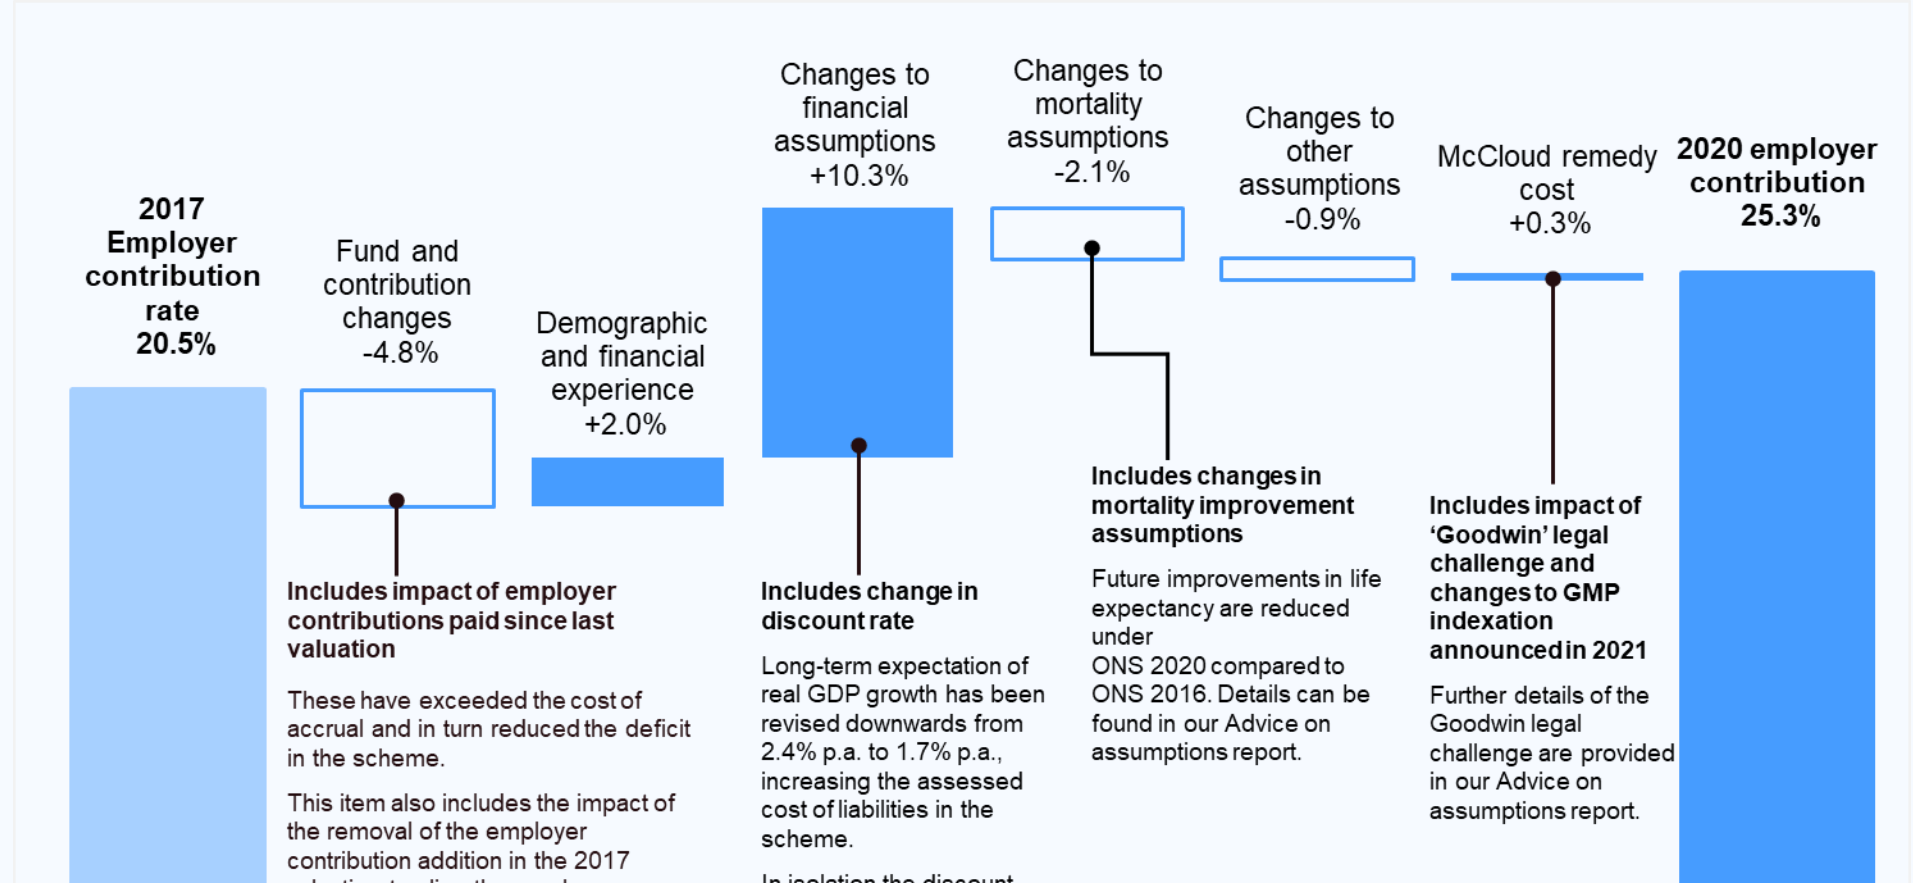 2017
Employer
contribution
rate
20.5%
Fund and
contribution
changes
-4.8%
Demographic
and financial
experience
+2.0%
Changes to
financial
assumptions
+10.3%
Changes to
mortality
assumptions
-2.1%
Changes to
other
assumptions
-0.9%
McCloud remedy
cost
+0.3%
2020 employer
contribution
25.3%
Includes impact of employer
contributions paid since last
valuation
These have exceeded the cost of
accrual and in turn reduced the deficit
in the scheme.
This item also includes the impact of
the removal of the employer
contribution addition in the 2017
Includes change in
discount rate
Long-term expectation of
real GDP growth has been
revised downwards from
2.4% p.a. to 1.7% p.a.,
increasing the assessed
cost of liabilities in the
scheme.
In isolation the discount
Includes changes in
mortality improvement
assumptions
Future improvements in life
expectancy are reduced
under
ONS 2020 compared to
ONS 2016. Details can be
found in our Advice on
assumptions report.
Includes impact of
‘Goodwin’ legal
challenge and
changes to GMP
indexation
announced in 2021
Further details of the
Goodwin legal
challenge are provided
in our Advice on
assumptions report.